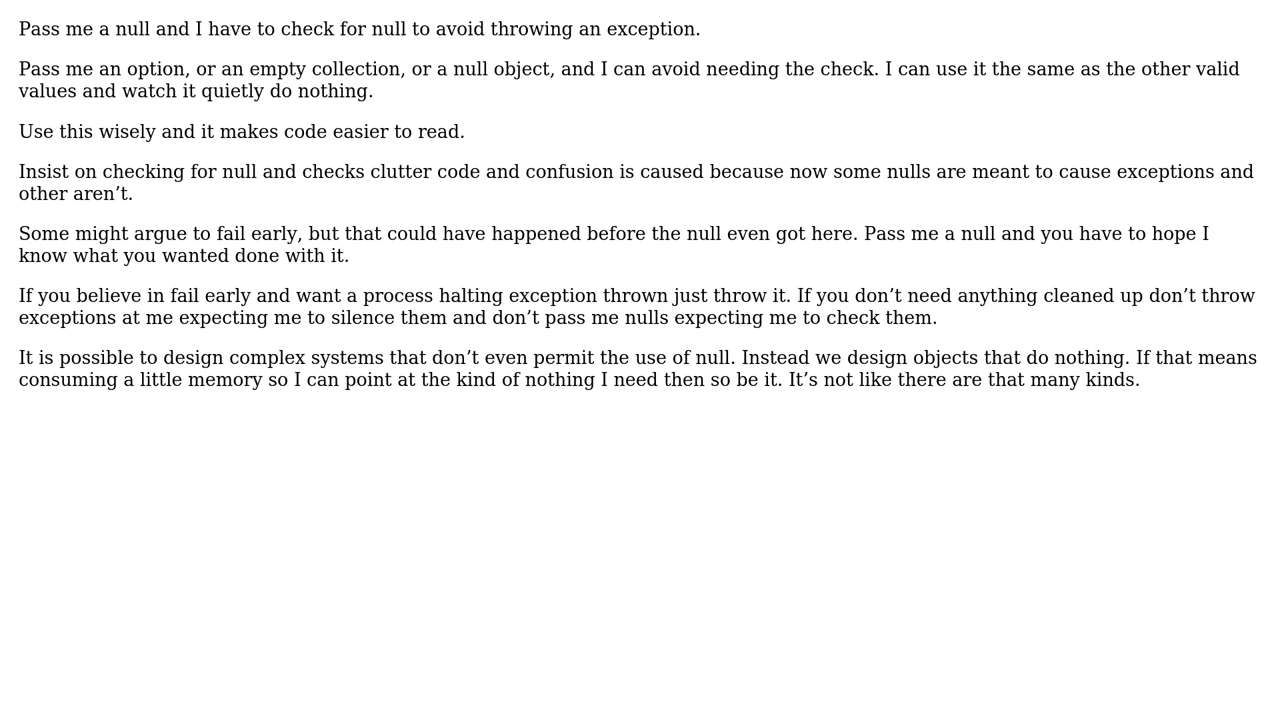 Pass me a null and I have to check for null to avoid throwing an exception.
Pass me an option, or an empty collection, or a null object, and I can avoid needing the check. I can use it the same as the other valid
values and watch it quietly do nothing.
Use this wisely and it makes code easier to read.
Insist on checking for null and checks clutter code and confusion is caused because now some nulls are meant to cause exceptions and
other aren’t.
Some might argue to fail early, but that could have happened before the null even got here. Pass me a null and you have to hope I
know what you wanted done with it.
If you believe in fail early and want a process halting exception thrown just throw it. If you don’t need anything cleaned up don’t throw
exceptions at me expecting me to silence them and don’t pass me nulls expecting me to check them.
It is possible to design complex systems that don’t even permit the use of null. Instead we design objects that do nothing. If that means
consuming a little memory so I can point at the kind of nothing I need then so be it. It’s not like there are that many kinds.